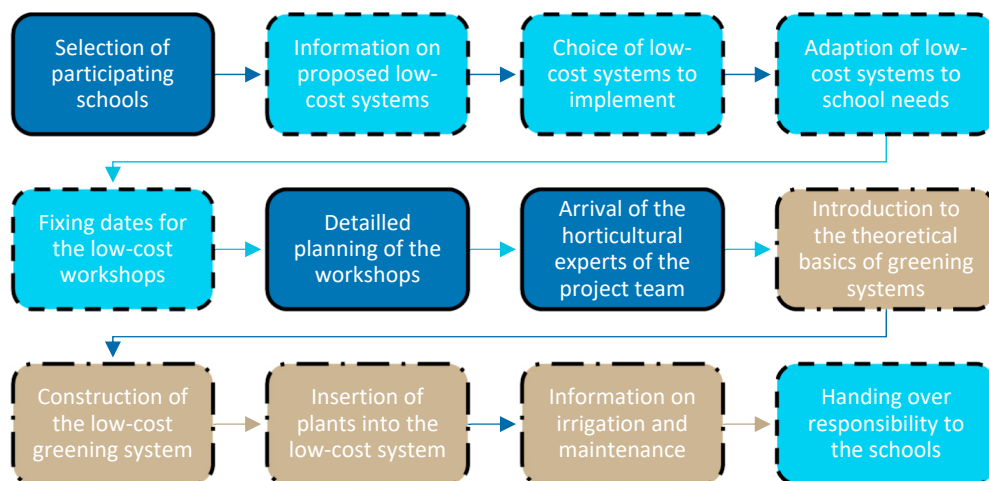 Selection of
participating
schools
Information on
proposed low-
cost systems
Choice of low-
cost systems to
implement
Adaption of low-
cost systems to
school needs
Fixing dates for
the low-cost
workshops
Detailled
planning of the
workshops
Arrival of the
horticultural
experts of the
project team
Introduction to
the theoretical
basics of greening
systems
Construction of
the low-cost
greening system
Insertion of
plants into the
low-cost system
Information on
irrigation and
maintenance
Handing over
responsibility to
the schools